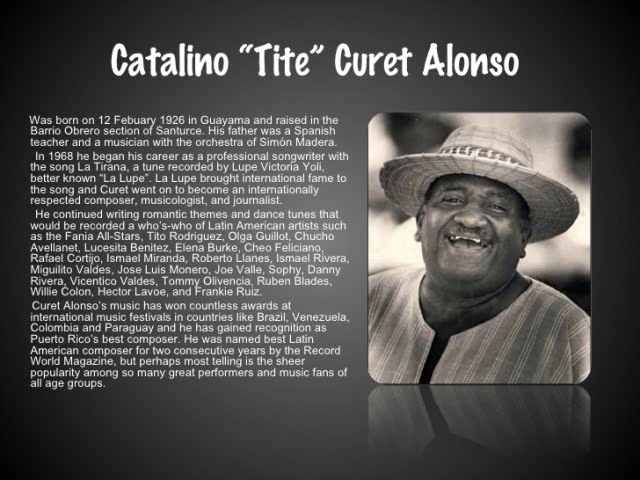 Catalino “Tite” Curet Alonso
Was born on 12 Febuary 1926 in Guayama and raised in the
Barrio Obrero section of Santurce. His father was a Spanish
teacher and a musician with the orchestra of Simón Madera.
In 1968 he began his career as a professional songwriter with
the song La Tirana, a tune recorded by Lupe Victoria Yoli,
better known "La Lupe". La Lupe brought international fame to
the song and Curet went on to become an internationally
respected composer, musicologist, and journalist.
He continued writing romantic themes and dance tunes that
would be recorded a who's-who of Latin American artists such
as the Fania All-Stars, Tito Rodriguez, Olga Guillot, Chucho
Avellanet, Lucesita Benitez, Elena Burke, Cheo Feliciano,
Rafael Cortijo, Ismael Miranda, Roberto Llanes, Ismael Rivera,
Miguilito Valdes, Jose Luis Monero, Joe Valle, Sophy, Danny
Rivera, Vicentico Valdes, Tommy Olivencia, Ruben Blades,
Willie Colon, Hector Lavoe, and Frankie Ruiz.
Curet Alonso's music has won countless awards at
international music festivals in countries like Brazil, Venezuela,
Colombia and Paraguay and he has gained recognition as
Puerto Rico's best composer. He was named best Latin
American composer for two consecutive years by the Record
World Magazine, but perhaps most telling is the sheer
popularity among so many great performers and music fans of
all age groups.